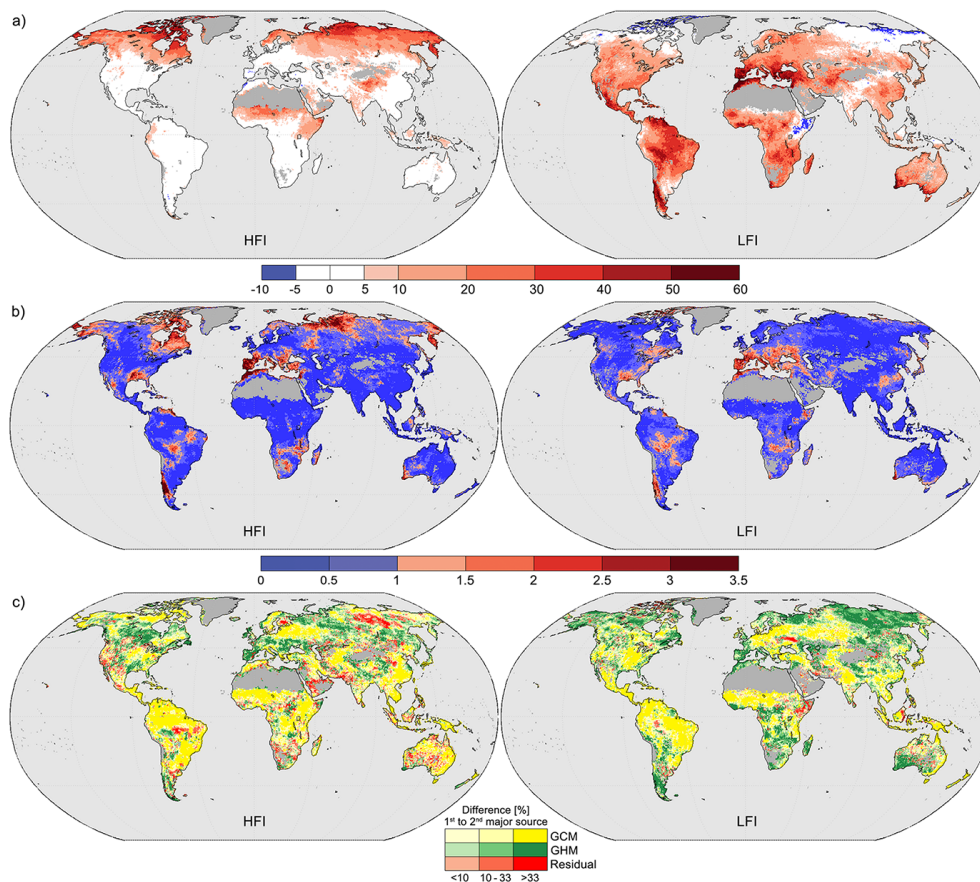 a)
HFI
LFI
-10 -5 0 5 10 20 30 40 50 60
b)
HFI
LFI
0 0.5 1 1.5 2 2.5 3 3.5
c)
HFI
LFI
Difference [%]
1st to 2nd major source
GCM
GHM
Residual
<10 10 - 33 >33